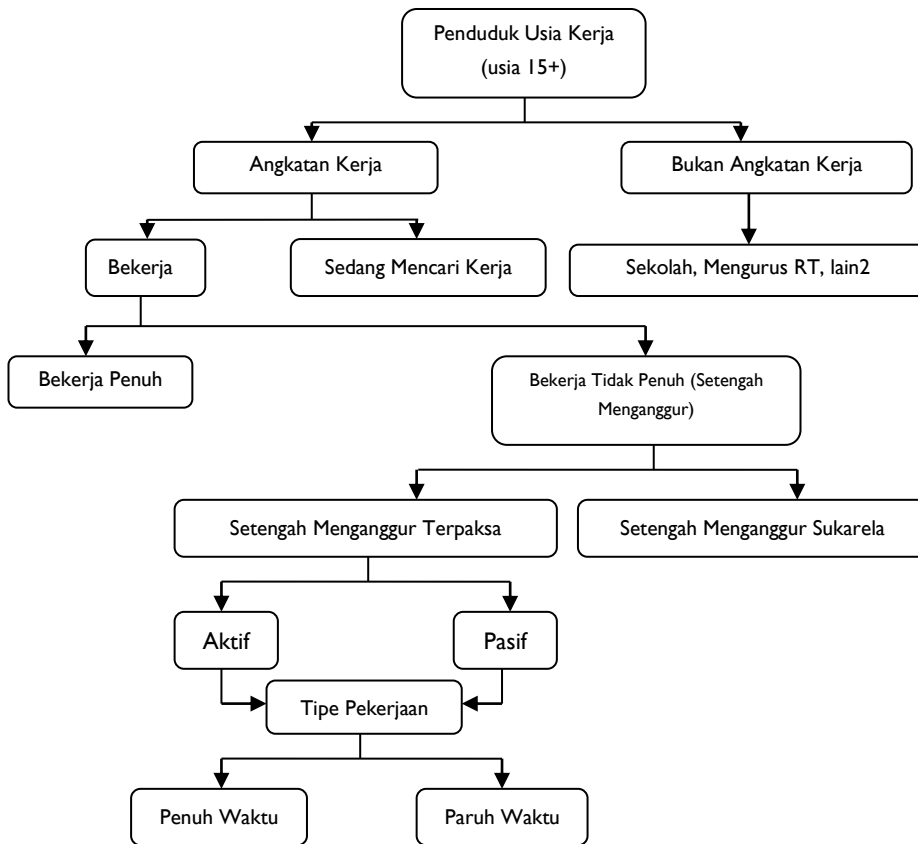 Penduduk Usia Kerja
(usia 15+)
Angkatan Kerja
Bukan Angkatan Kerja
Bekerja
Sedang Mencari Kerja
Sekolah, Mengurus RT, lain2
Bekerja Penuh
Bekerja Tidak Penuh (Setengah
Menganggur)
Setengah Menganggur Terpaksa
Setengah Menganggur Sukarela
Aktif
Pasif
Tipe Pekerjaan
Penuh Waktu
Paruh Waktu